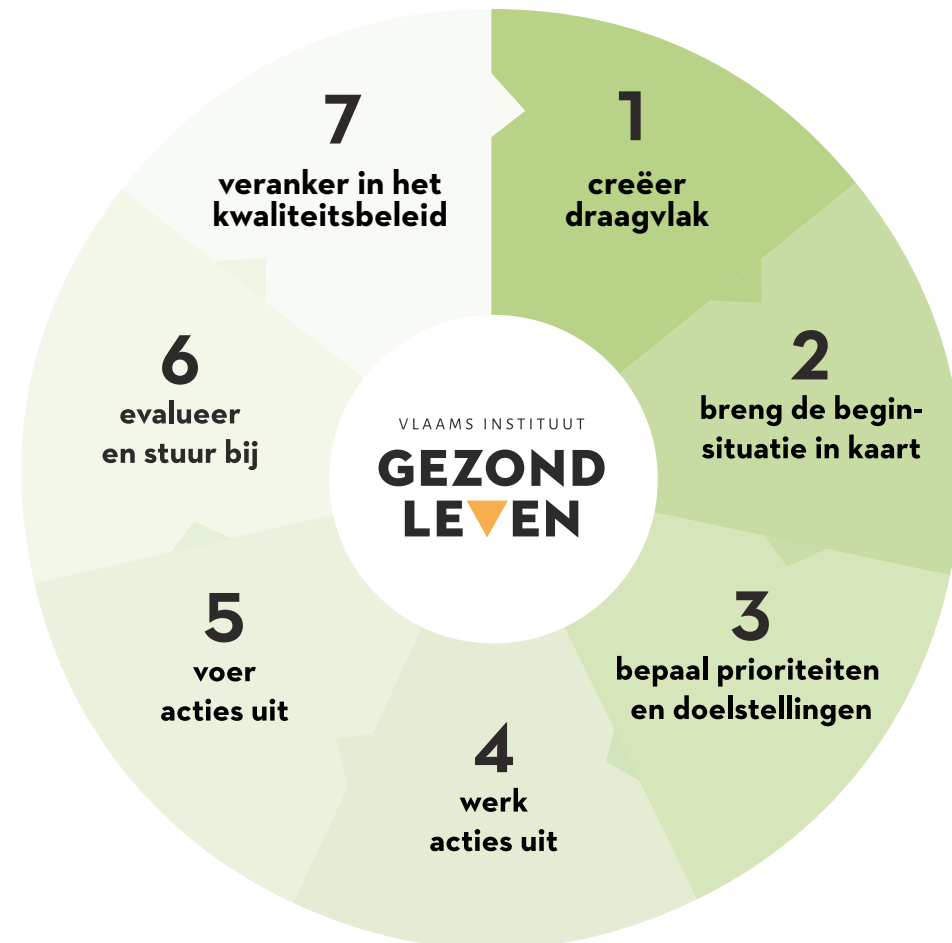 1
creëer
draagvlak
2
breng de begin-
situatie in kaart
3
bepaal prioriteiten
en doelstellingen
4
werk
acties uit
5
voer
acties uit
6
evalueer
en stuur bij
7
veranker in het
kwaliteitsbeleid
VLAAMS INSTITUUT
GEZOND
LEVEN